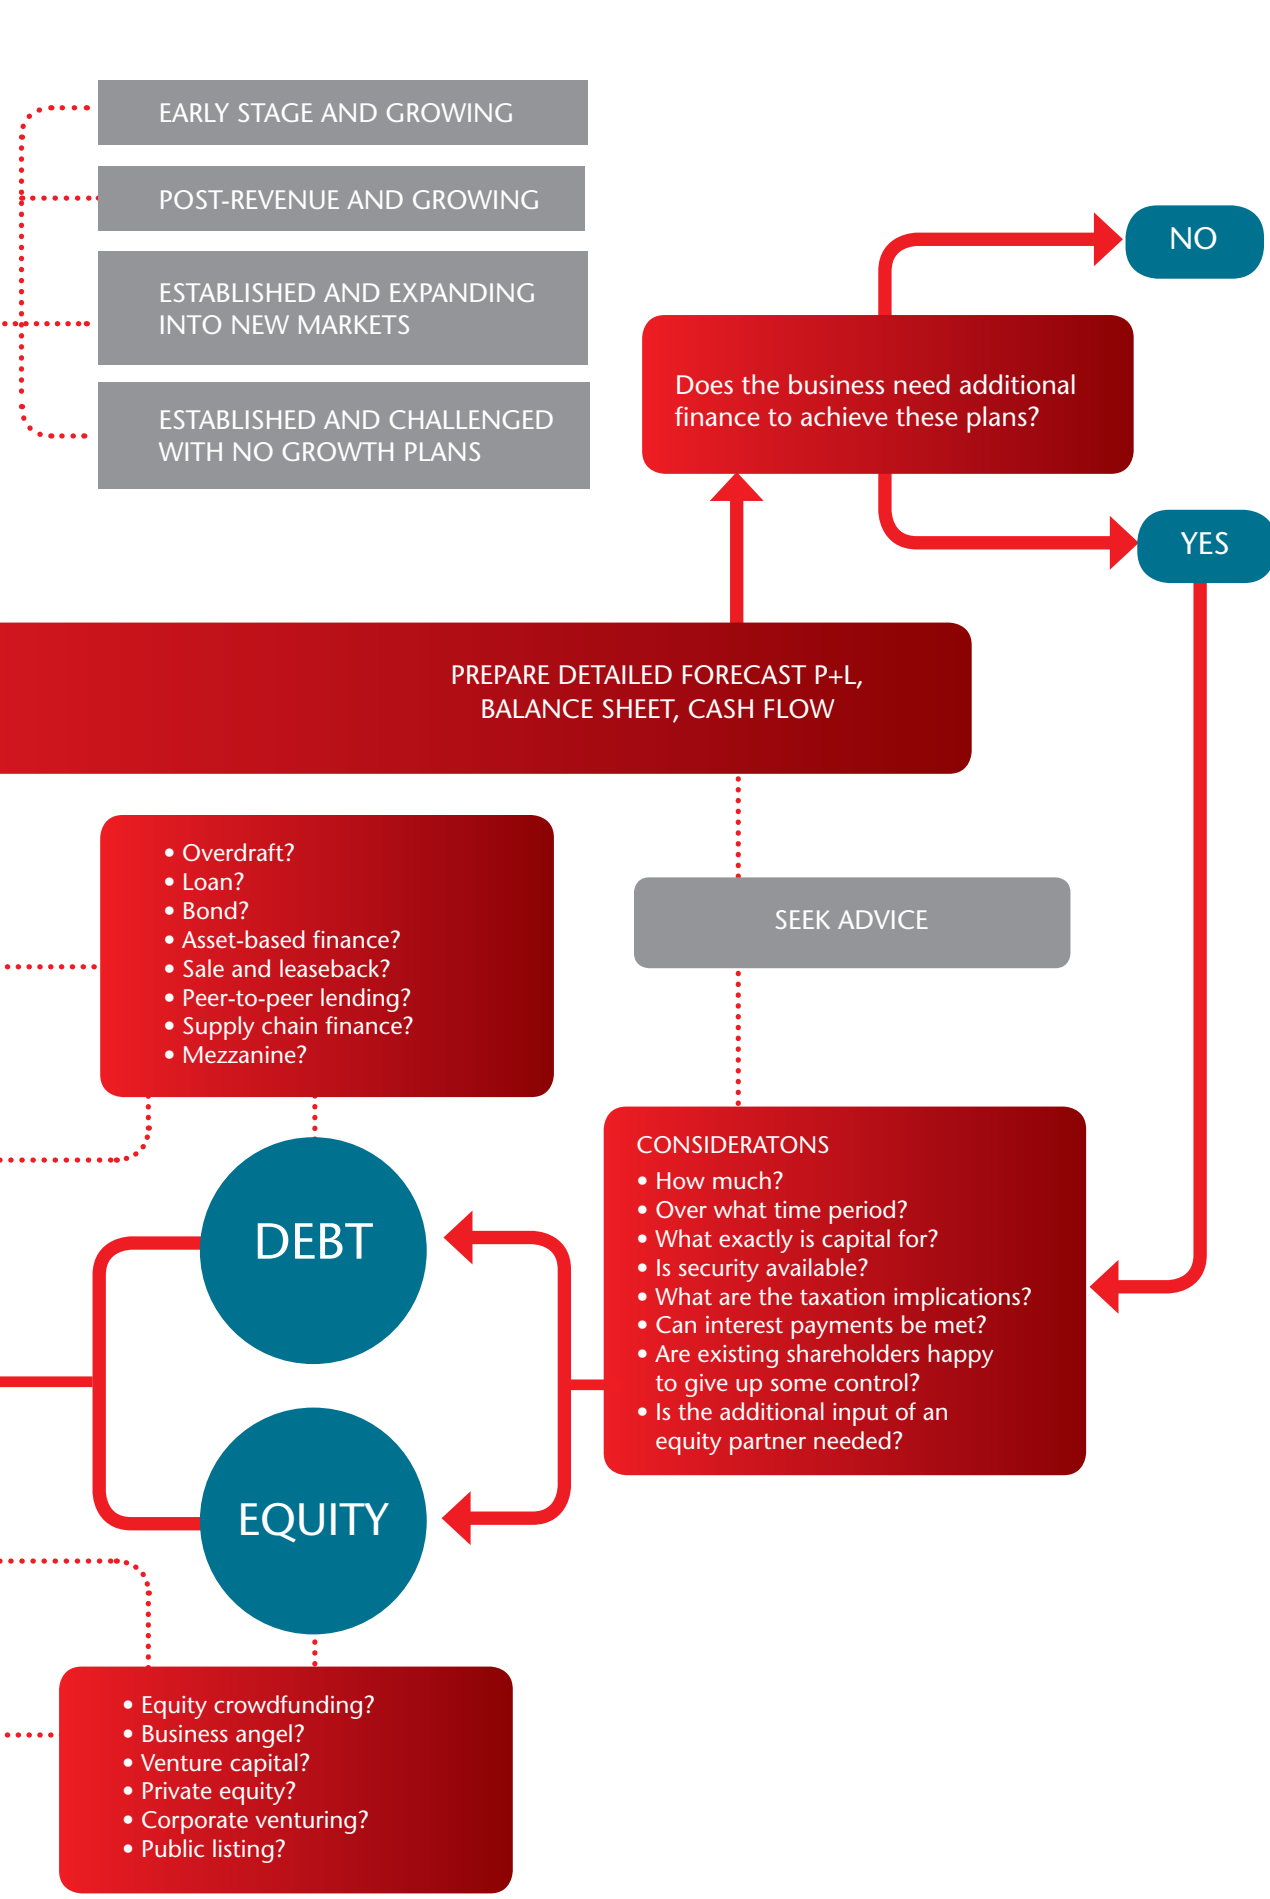 EARLY STAGE AND GROWING
POST-REVENUE AND GROWING
ESTABLISHED AND EXPANDING
INTO NEW MARKETS
ESTABLISHED AND CHALLENGED
WITH NO GROWTH PLANS
NO
Does the business need additional
finance to achieve these plans?
YES
PREPARE DETAILED FORECAST P+L,
BALANCE SHEET, CASH FLOW
• Overdraft?
• Loan?
• Bond?
• Asset-based finance?
• Sale and leaseback?
• Peer-to-peer lending?
• Supply chain finance?
• Mezzanine?
SEEK ADVICE
CONSIDERATONS
• How much?
• Over what time period?
• What exactly is capital for?
• Is security available?
• What are the taxation implications?
• Can interest payments be met?
• Are existing shareholders happy
to give up some control?
• Is the additional input of an
equity partner needed?
DEBT
EQUITY
• Equity crowdfunding?
• Business angel?
• Venture capital?
• Private equity?
• Corporate venturing?
• Public listing?